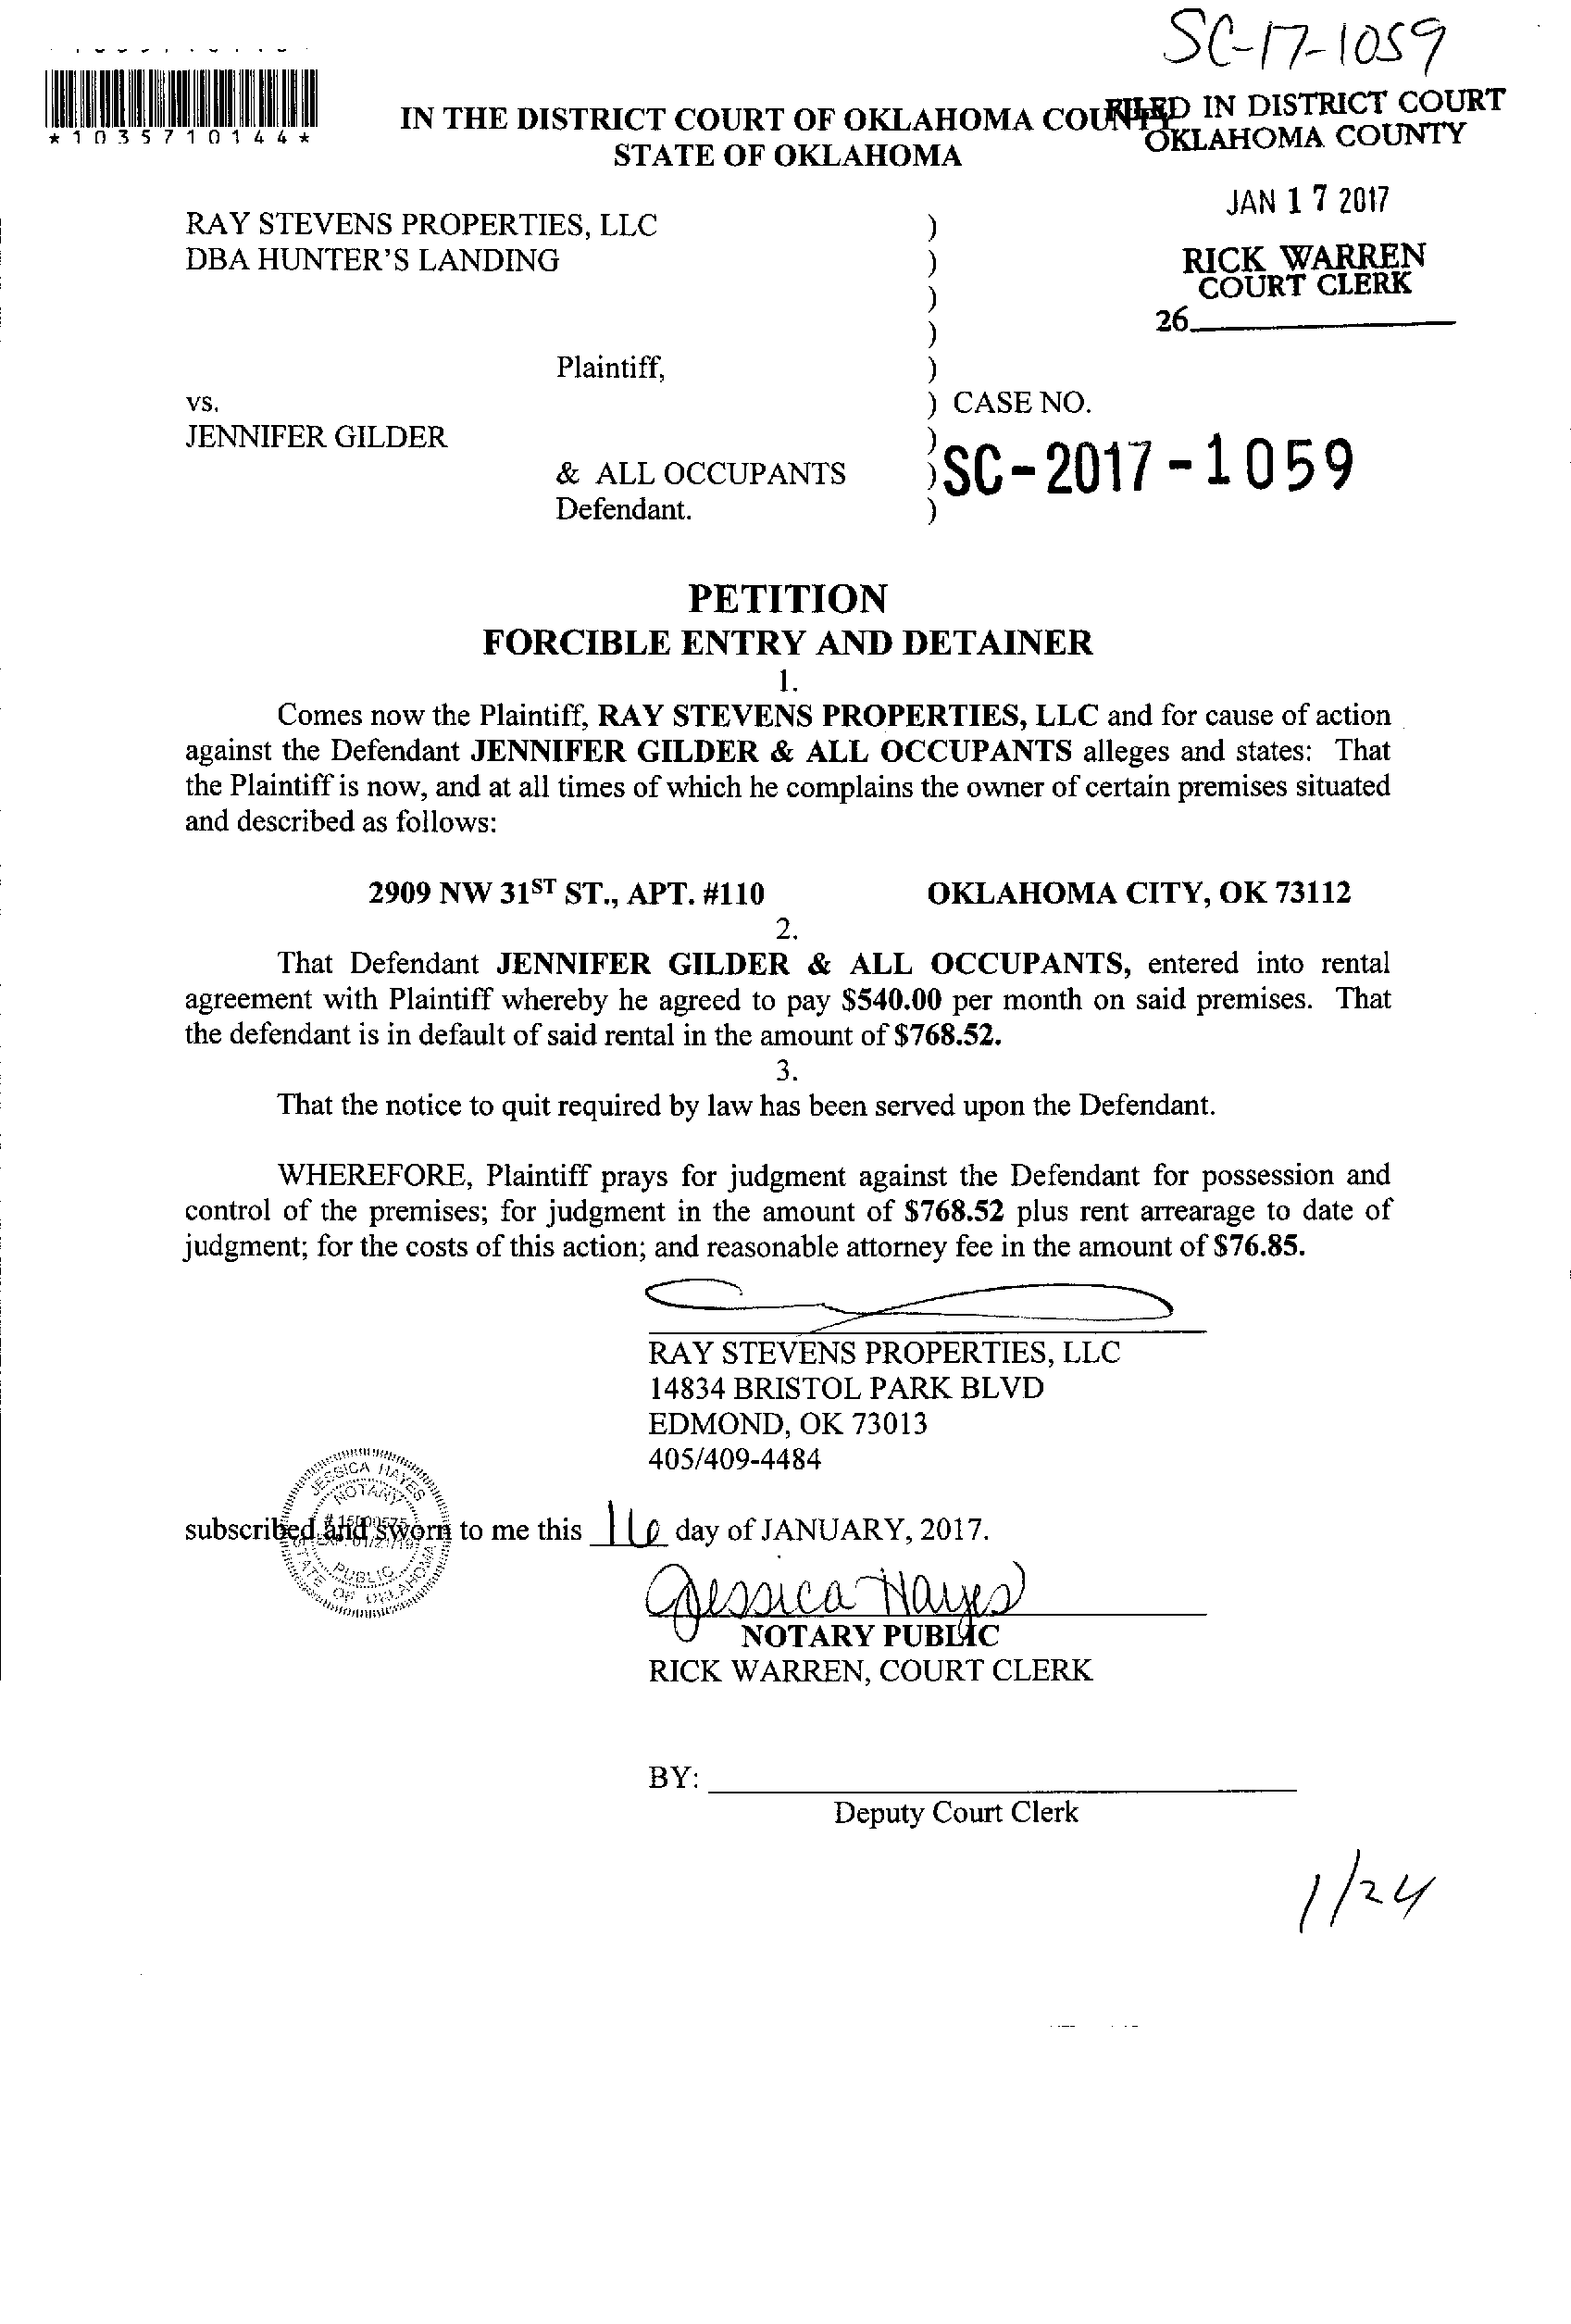 SC-17-1059
*1035710144*
IN THE DISTRICT COURT OF OKLAHOMA COUNTY
STATE OF OKLAHOMA
FILED IN DISTRICT COURT
OKLAHOMA COUNTY
JAN 17 2017
RICK WARREN
COURT CLERK
26
RAY STEVENS PROPERTIES, LLC )
DBA HUNTER'S LANDING )
)
)
Plaintiff, )
vs. ) CASE NO.
JENNIFER GILDER )
& ALL OCCUPANTS ) SC-2017-1059
Defendant. )
PETITION
FORCIBLE ENTRY AND DETAINER
1.
Comes now the Plaintiff, RAY STEVENS PROPERTIES, LLC and for cause of action
against the Defendant JENNIFER GILDER & ALL OCCUPANTS alleges and states: That
the Plaintiff is now, and at all times of which he complains the owner of certain premises situated
and described as follows:
2909 NW 31ST ST., APT. #110 OKLAHOMA CITY, OK 73112
2.
That Defendant JENNIFER GILDER & ALL OCCUPANTS, entered into rental
agreement with Plaintiff whereby he agreed to pay $540.00 per month on said premises. That
the defendant is in default of said rental in the amount of $768.52.
3.
That the notice to quit required by law has been served upon the Defendant.
WHEREFORE, Plaintiff prays for judgment against the Defendant for possession and
control of the premises; for judgment in the amount of $768.52 plus rent arrearage to date of
judgment; for the costs of this action; and reasonable attorney fee in the amount of $76.85.
RAY STEVENS PROPERTIES, LLC
14834 BRISTOL PARK BLVD
EDMOND, OK 73013
405/409-4484
JESSICA HAYES
NOTARY
PUBLIC
STATE OF OKLAHOMA
subscribed and sworn to me this 16 day of JANUARY, 2017.
Jessica Hayes
NOTARY PUBLIC
RICK WARREN, COURT CLERK
BY:
Deputy Court Clerk
1/24